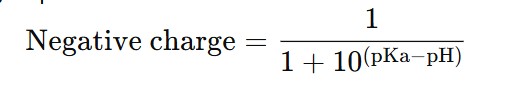 Negative charge = 1 / (1 + 10^(pKa−pH))